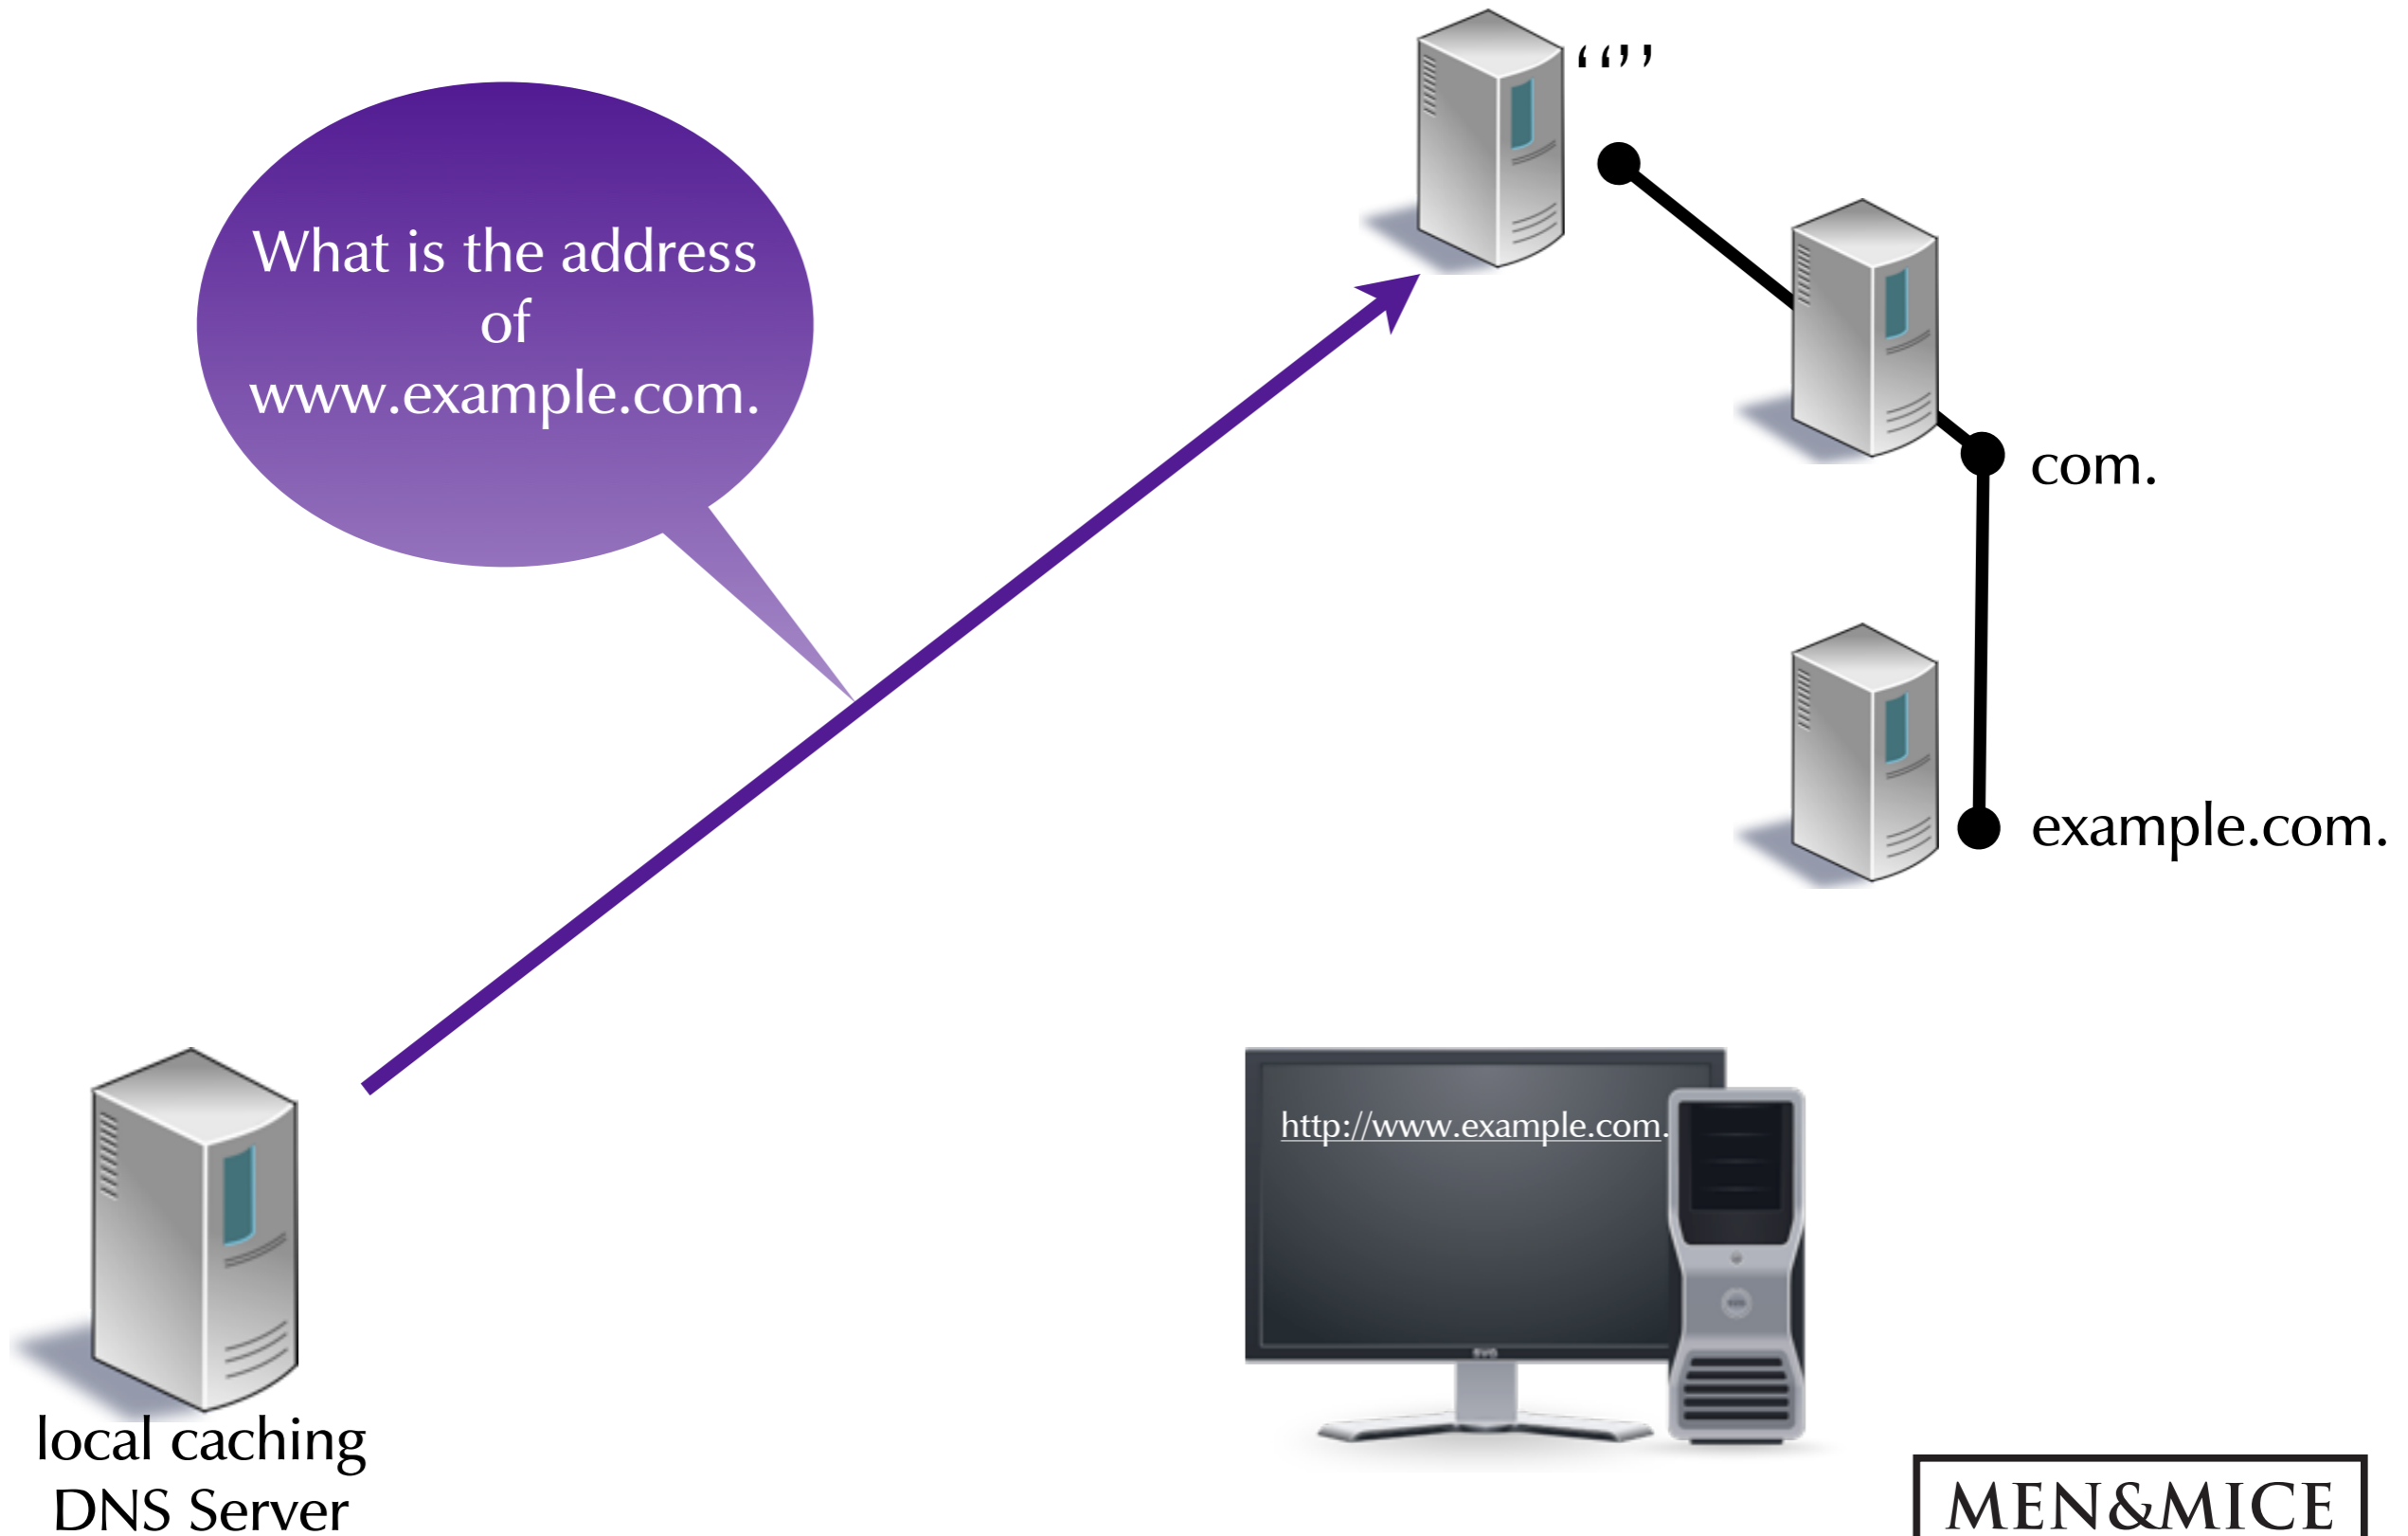 “”
What is the address
of
www.example.com.
com.
example.com.
http://www.example.com.
local caching
DNS Server
MEN&MICE